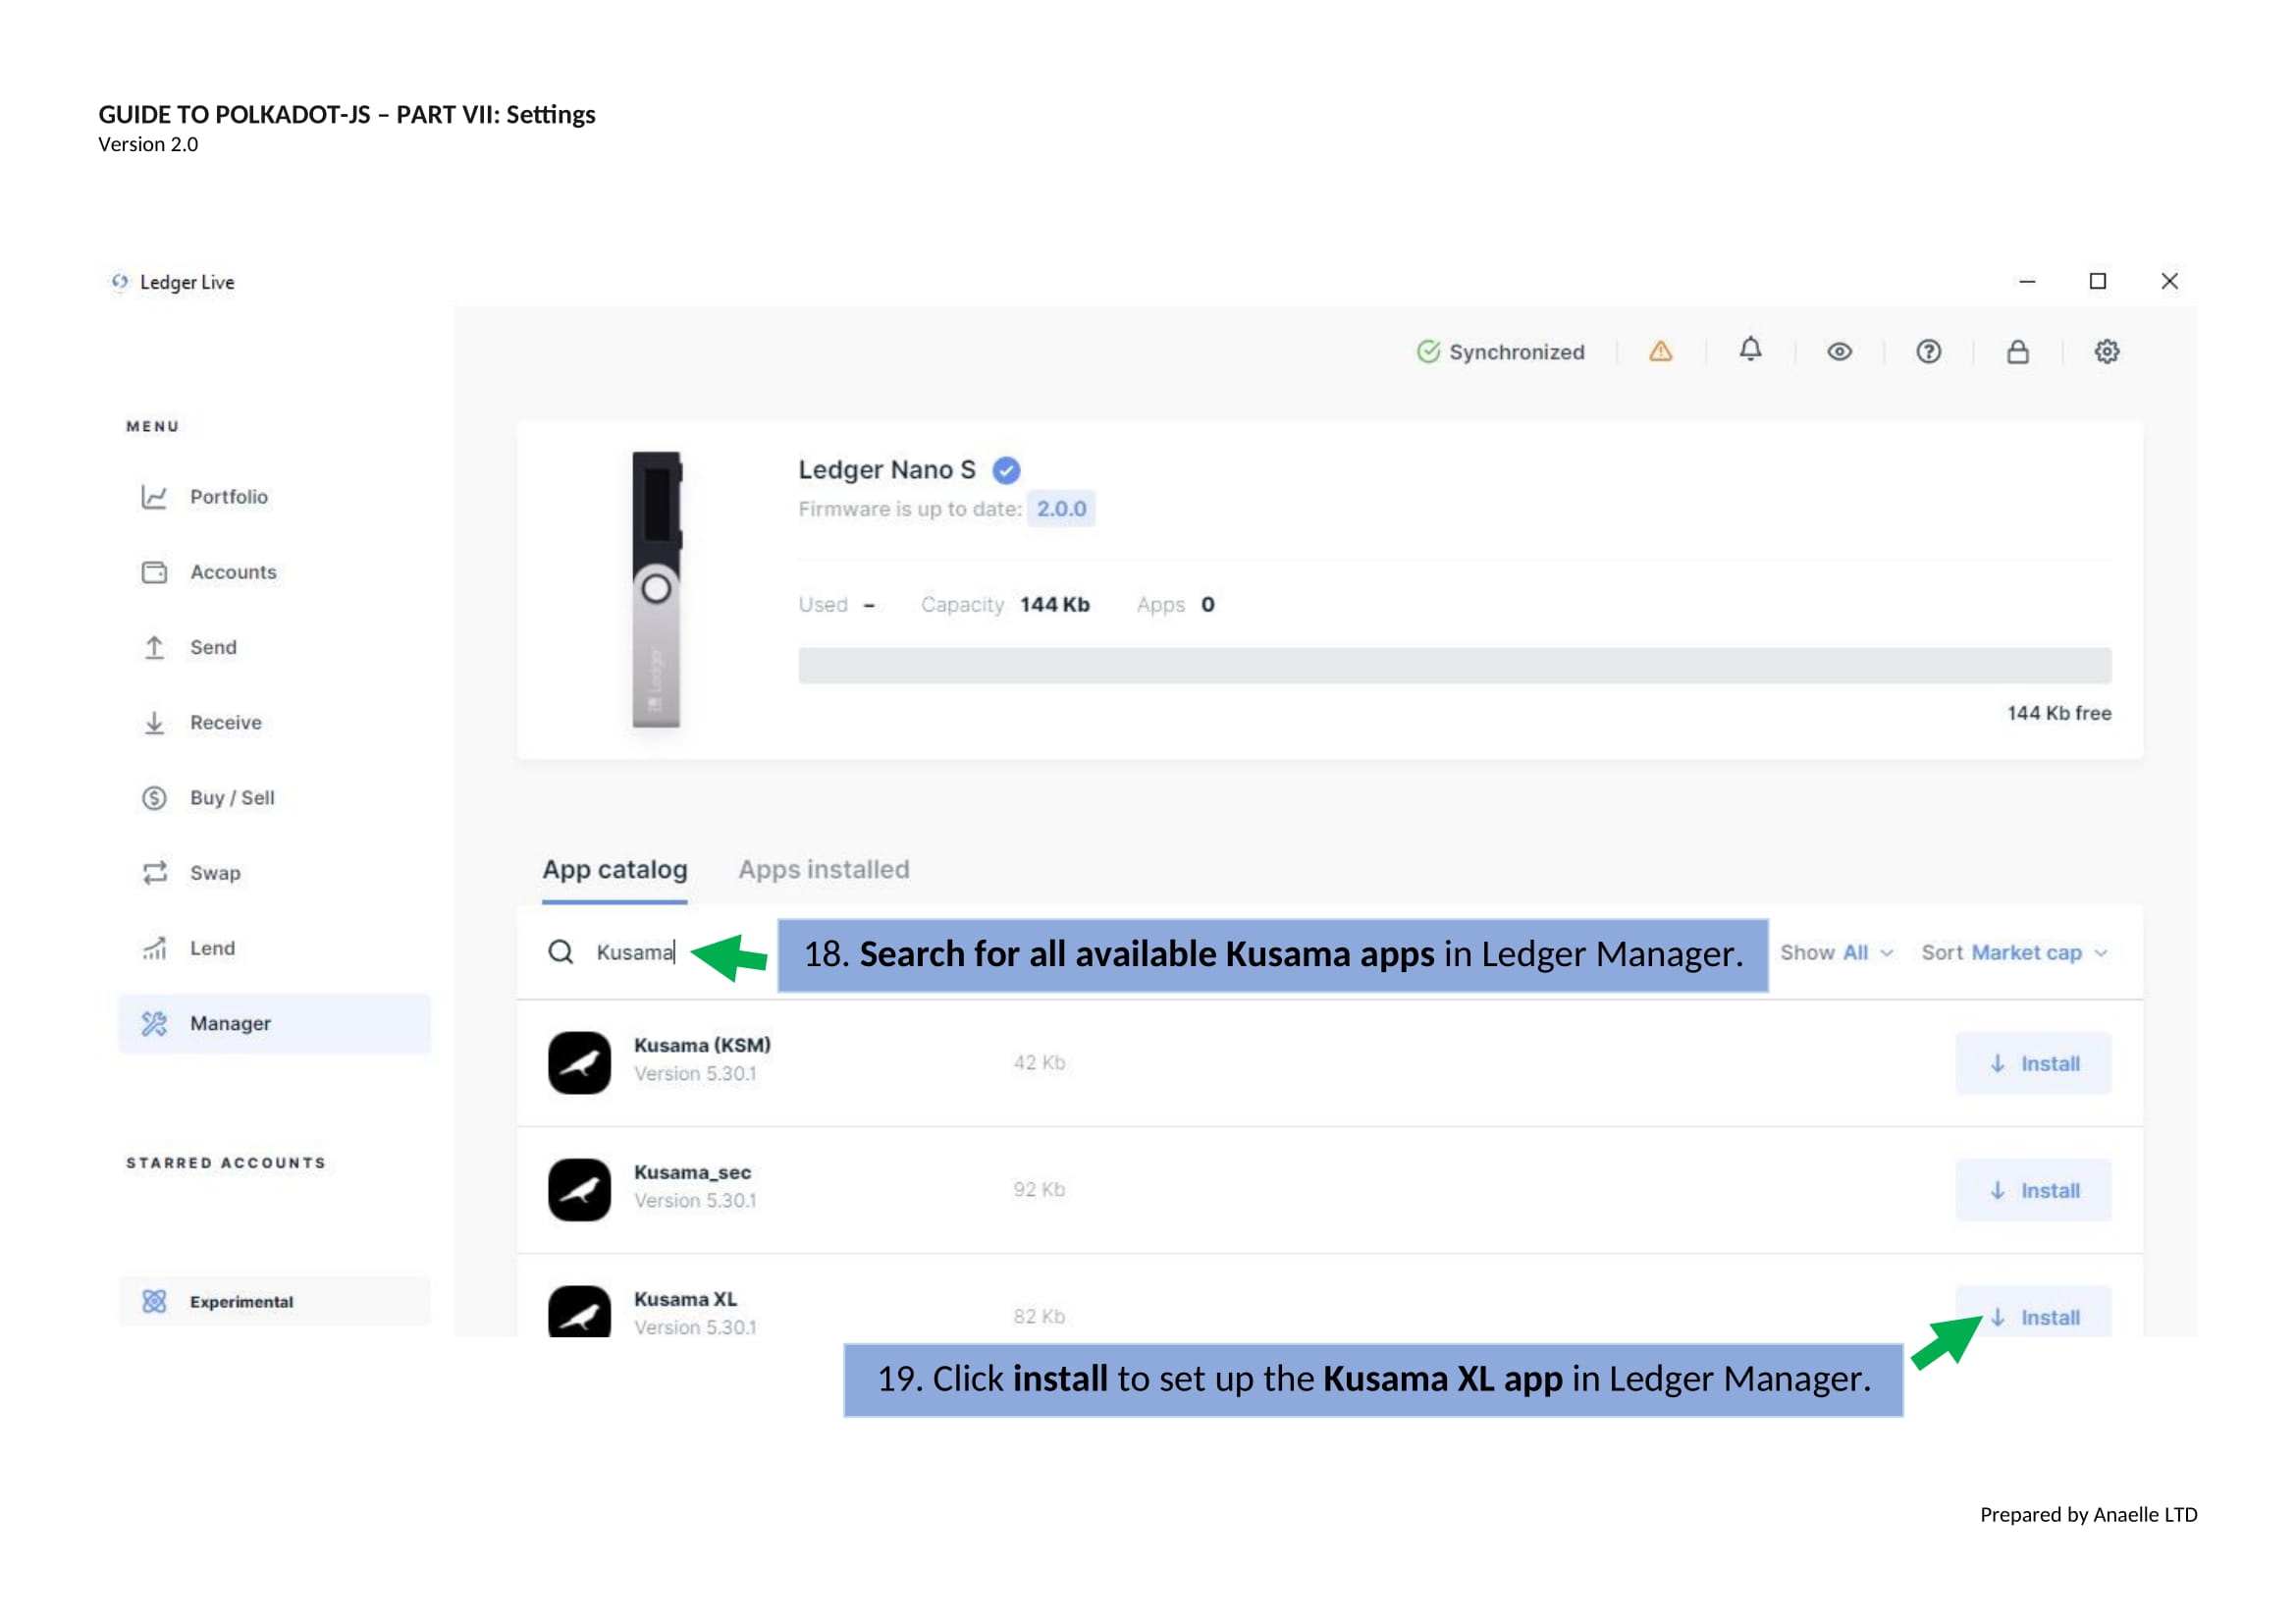 GUIDE TO POLKADOT-JS – PART VII: Settings
Version 2.0
Ledger Live
Synchronized
MENU
Portfolio
Accounts
Send
Receive
Buy / Sell
Swap
Lend
Manager
STARRED ACCOUNTS
Experimental
Ledger Nano S
Firmware is up to date: 2.0.0
Used – Capacity 144 Kb Apps 0
144 Kb free
Ledger
App catalog Apps installed
Kusama
18. Search for all available Kusama apps in Ledger Manager.
Show All Sort Market cap
Kusama (KSM)
Version 5.30.1
42 Kb
Install
Kusama_sec
Version 5.30.1
92 Kb
Install
Kusama XL
Version 5.30.1
82 Kb
Install
19. Click install to set up the Kusama XL app in Ledger Manager.
Prepared by Anaelle LTD